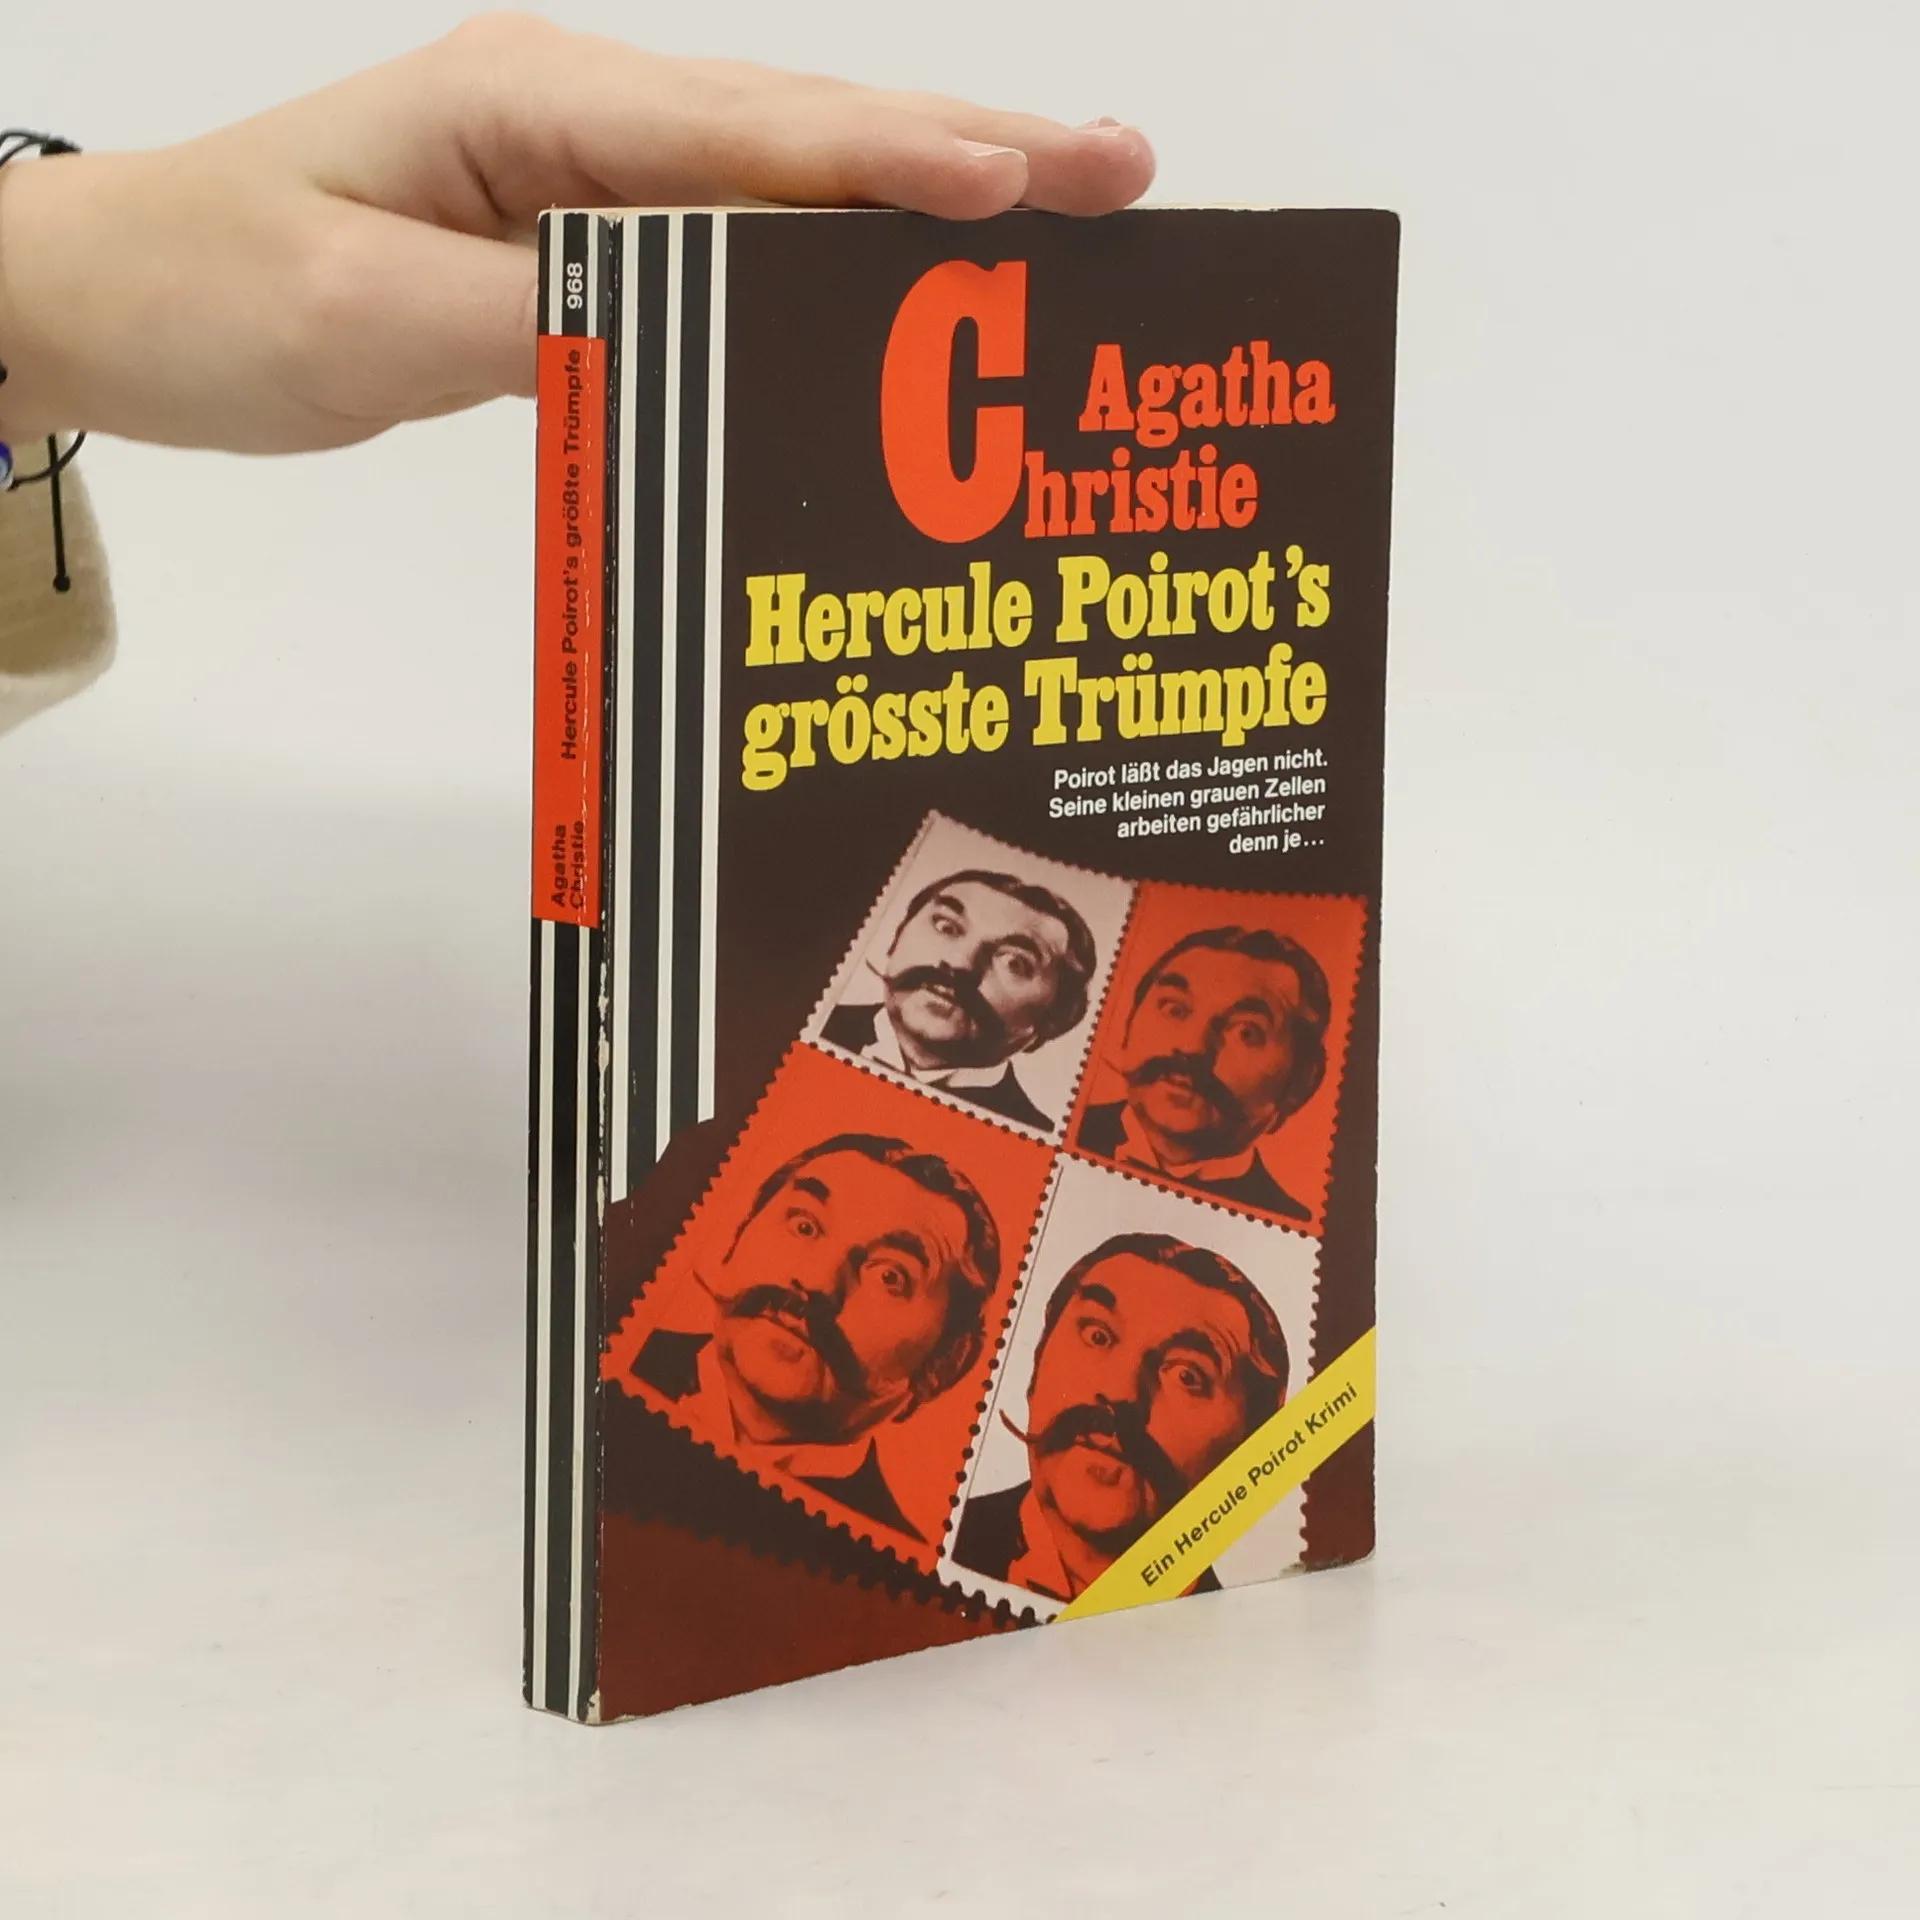 968
Hercule Poirot's größte Trümpfe
Agatha
Christie
Agatha
Christie
Hercule Poirot's
grösste Trümpfe
Poirot läßt das Jagen nicht.
Seine kleinen grauen Zellen
arbeiten gefährlicher
denn je...
Ein Hercule Poirot Krimi